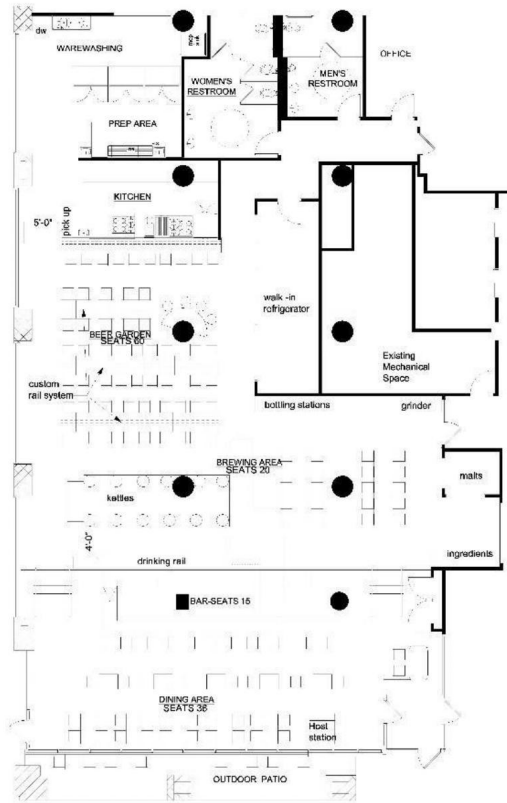 dw
WAREWASHING
WOMEN'S
RESTROOM
MEN'S
RESTROOM
OFFICE
PREP AREA
KITCHEN
5'-0"
pick up
walk -in
refrigerator
BEER GARDEN
SEATS 60
custom
rail system
Existing
Mechanical
Space
bottling stations
grinder
BREWING AREA
SEATS 20
malts
kettles
4'-0"
ingredients
drinking rail
BAR-SEATS 15
DINING AREA
SEATS 36
Host
station
OUTDOOR PATIO